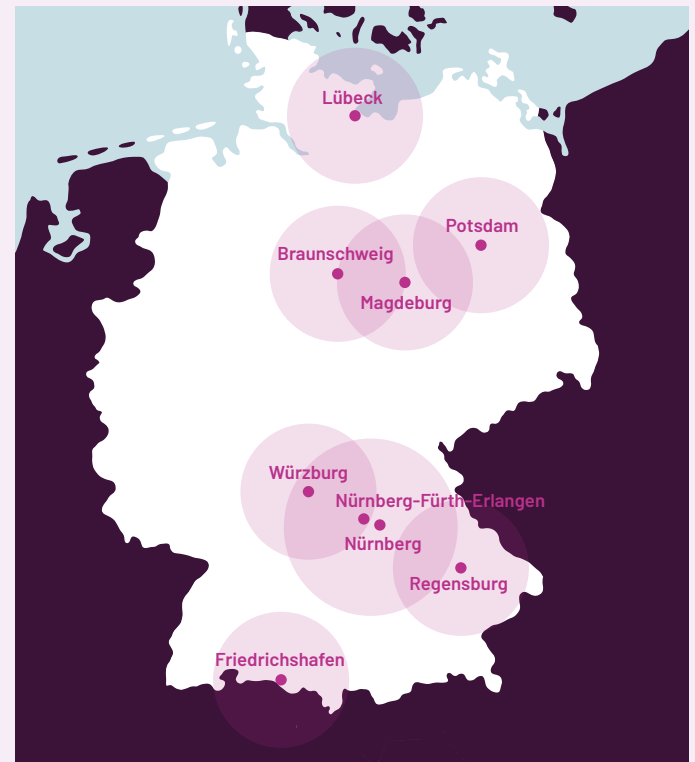 Lübeck
Potsdam
Braunschweig
Magdeburg
Würzburg
Nürnberg-Fürth-Erlangen
Nürnberg
Regensburg
Friedrichshafen